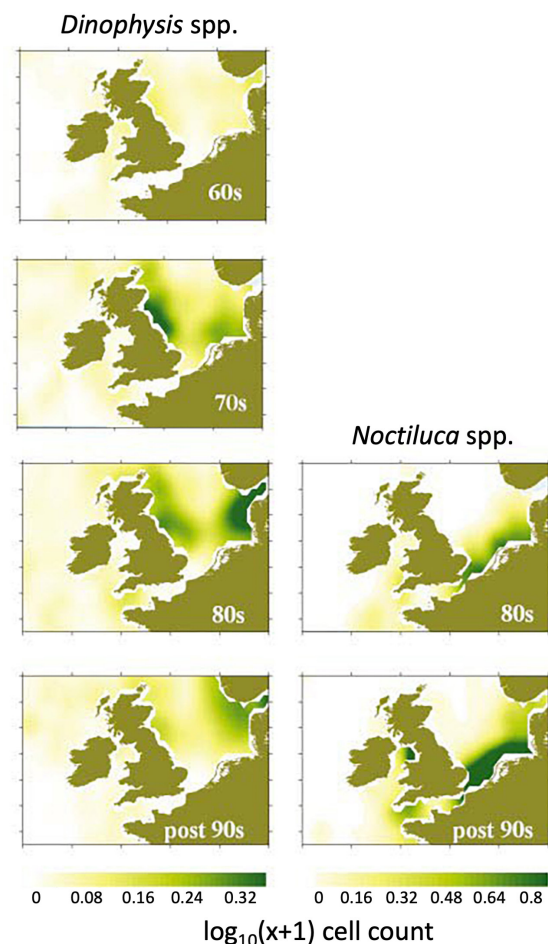 Dinophysis spp.
60s
70s
Noctiluca spp.
80s
80s
post 90s
post 90s
0 0.08 0.16 0.24 0.32
0 0.16 0.32 0.48 0.64 0.8
log10(x+1) cell count